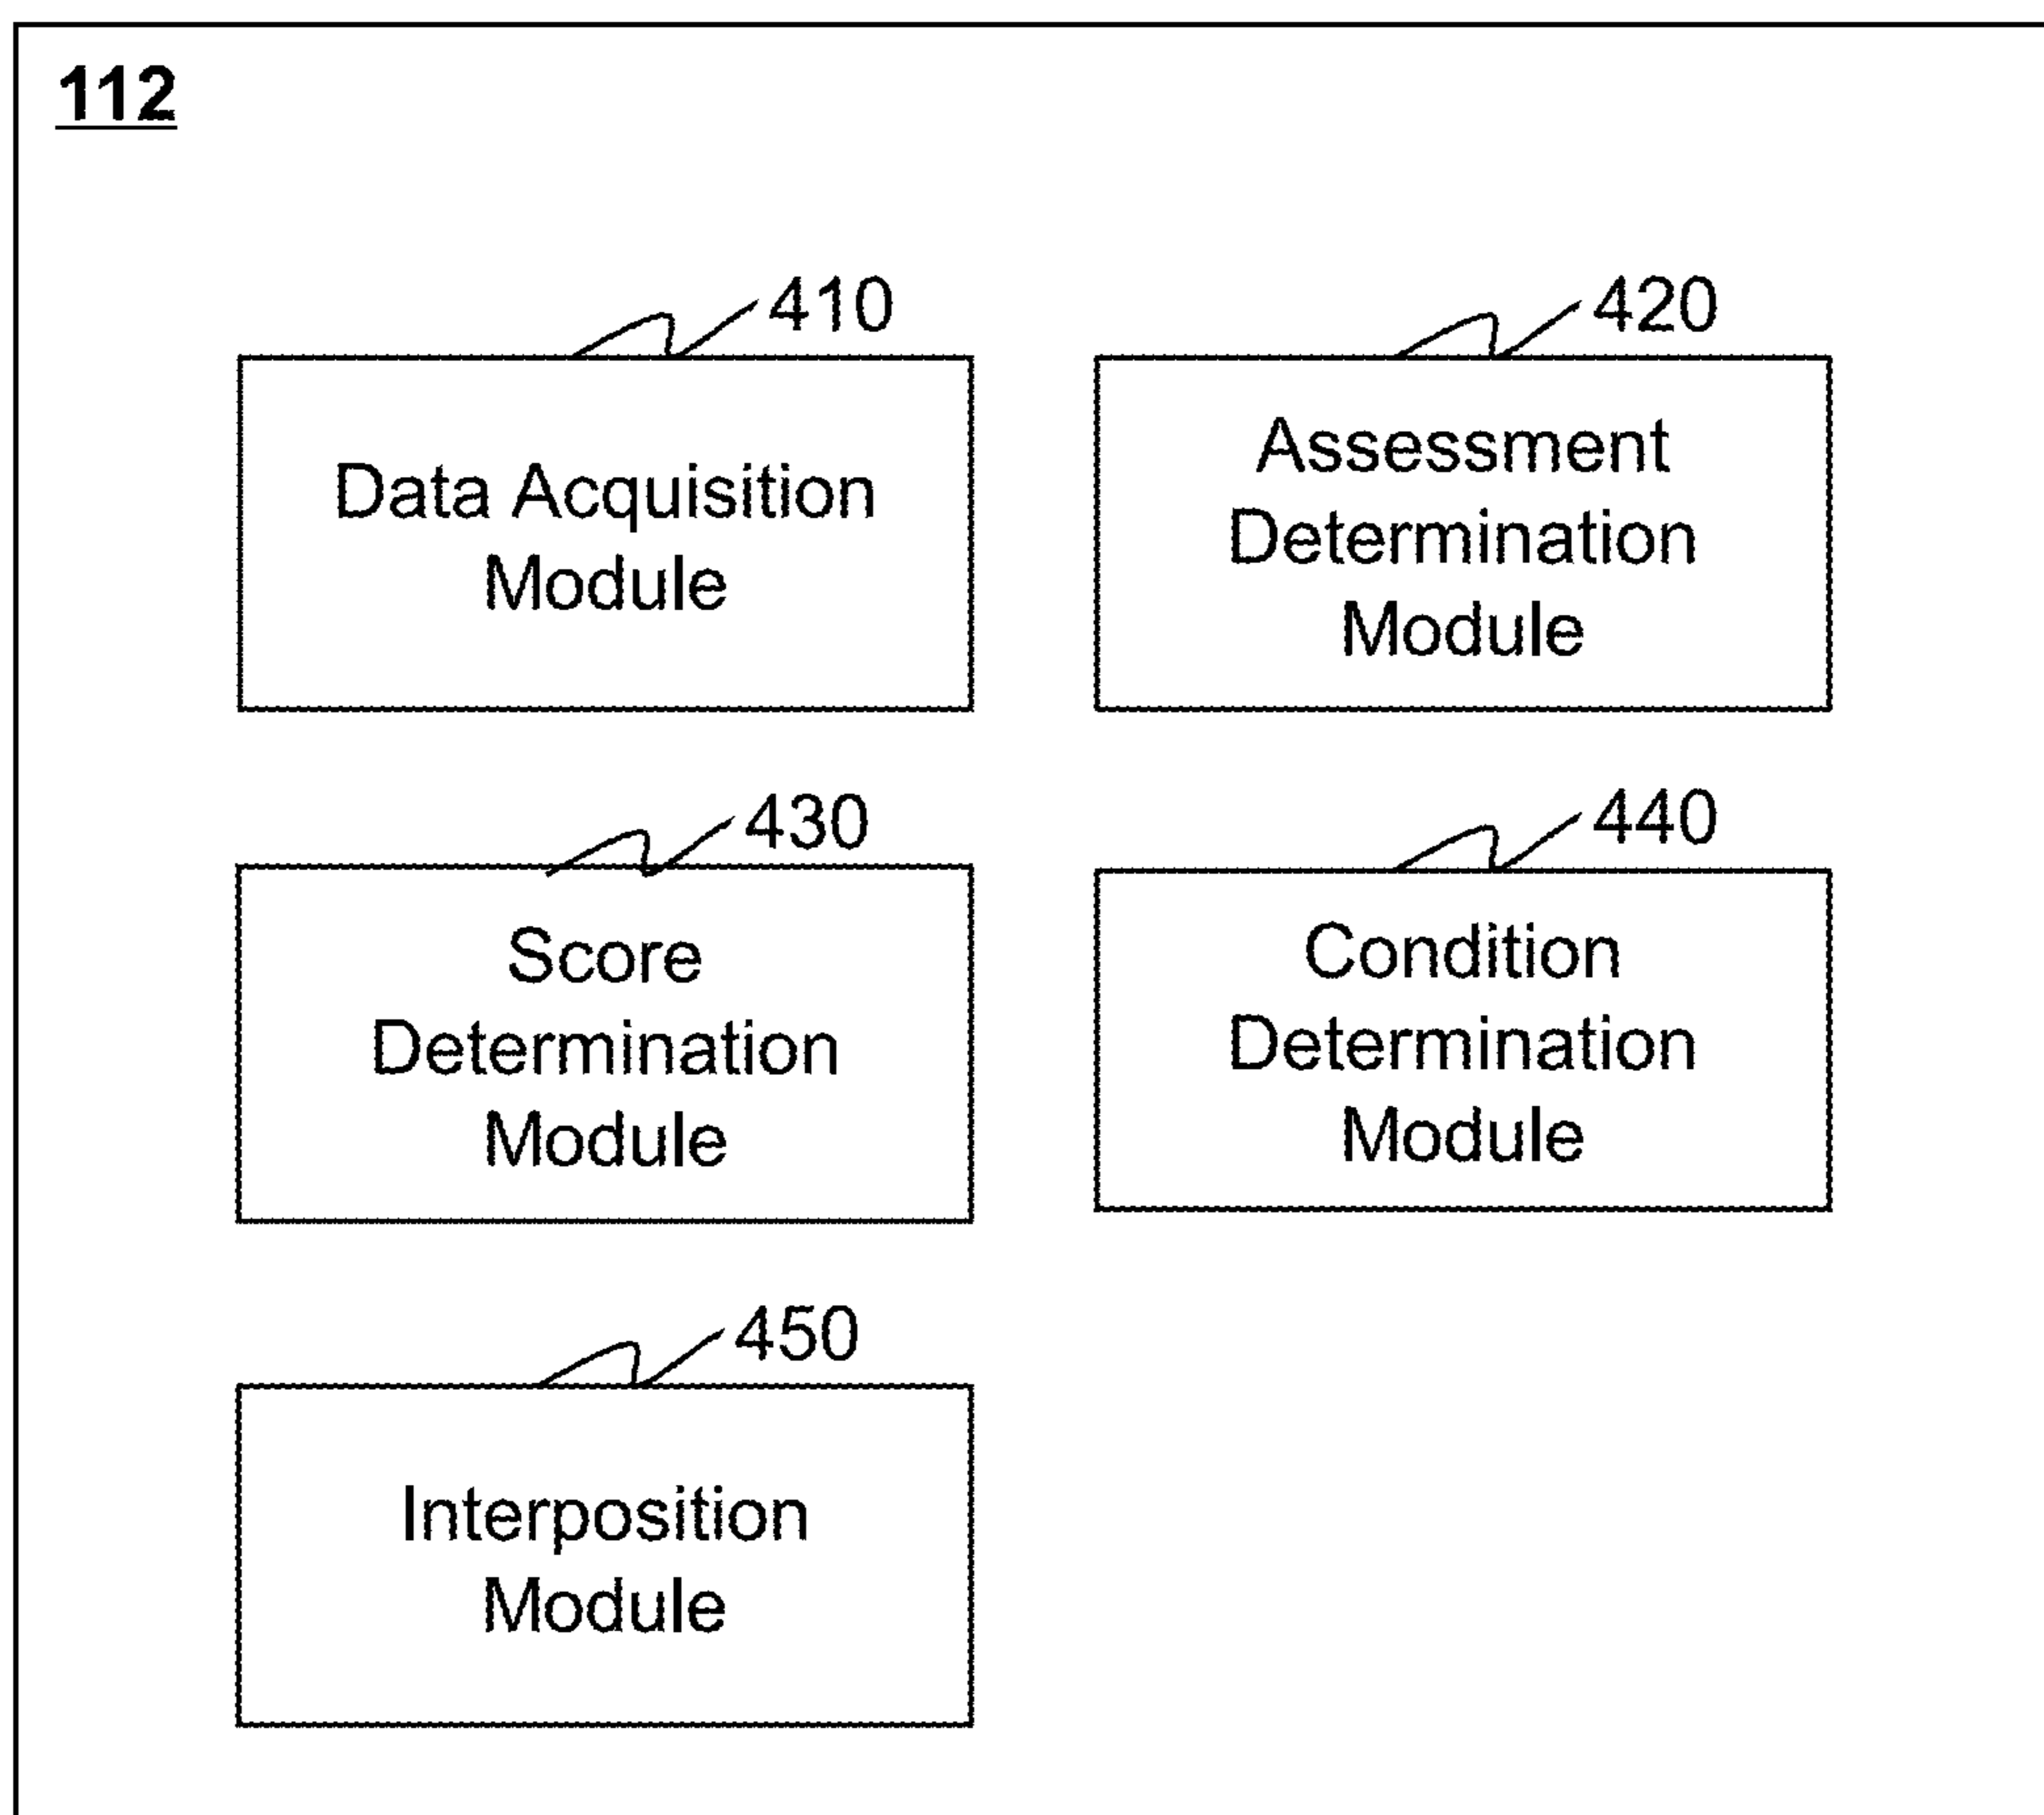 112
410
Data Acquisition
Module
420
Assessment
Determination
Module
430
Score
Determination
Module
440
Condition
Determination
Module
450
Interposition
Module